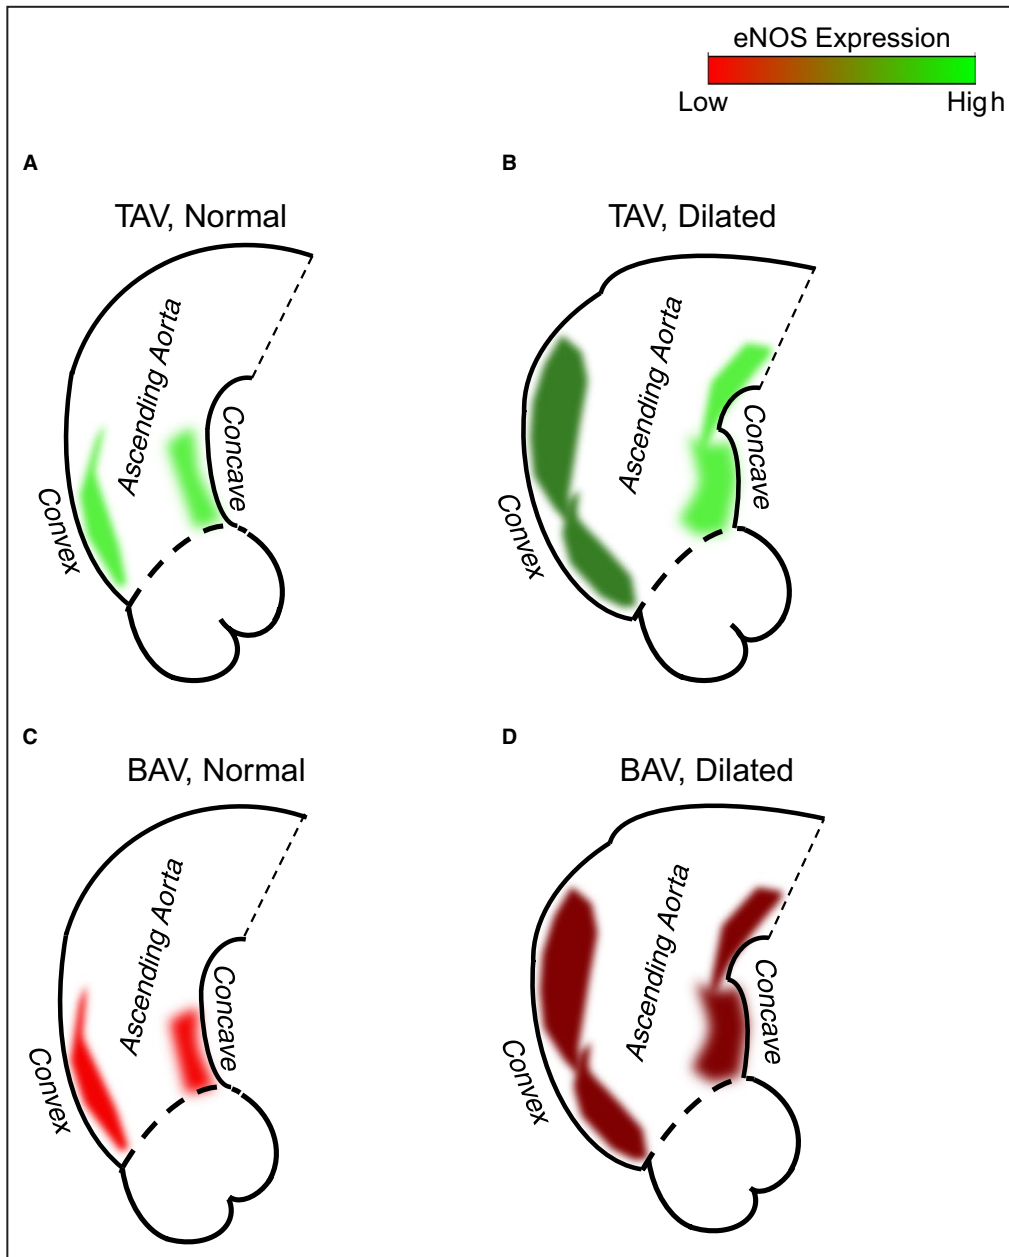 eNOS Expression
Low High
A
TAV, Normal
Ascending Aorta
Concave
Convex
B
TAV, Dilated
Ascending Aorta
Concave
Convex
C
BAV, Normal
Ascending Aorta
Concave
Convex
D
BAV, Dilated
Ascending Aorta
Concave
Convex